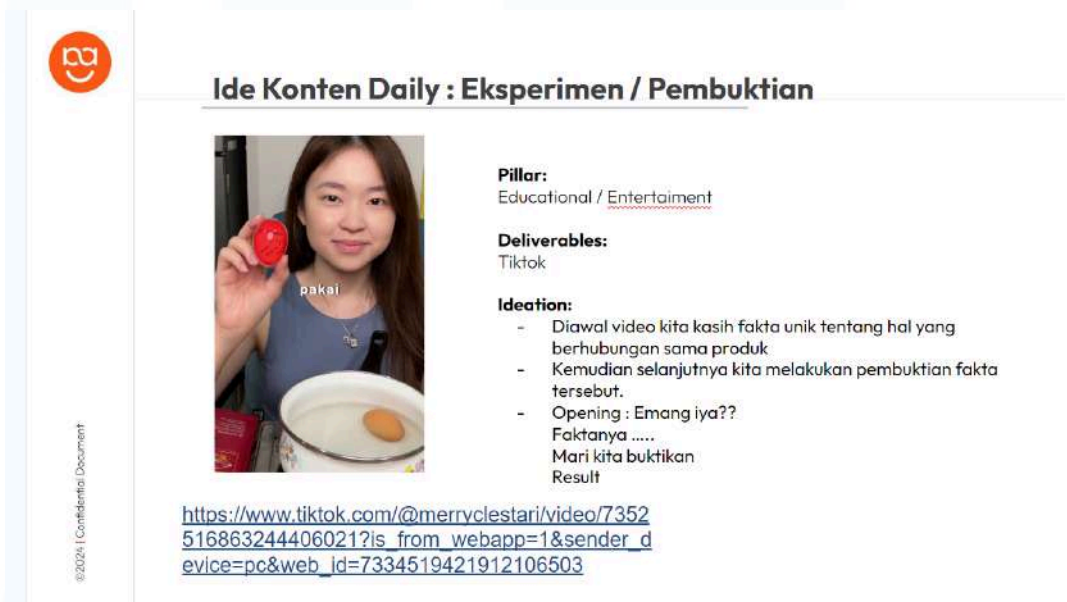 Ide Konten Daily : Eksperimen / Pembuktian
pakai
Pillar:
Educational / Entertaiment
Deliverables:
Tiktok
Ideation:
- Diawal video kita kasih fakta unik tentang hal yang
berhubungan sama produk
- Kemudian selanjutnya kita melakukan pembuktian fakta
tersebut.
- Opening : Emang iya??
Faktanya .....
Mari kita buktikan
Result
https://www.tiktok.com/@merryclestari/video/7352
516863244406021?is_from_webapp=1&sender_d
evice=pc&web_id=7334519421912106503
©2024 | Confidential Document